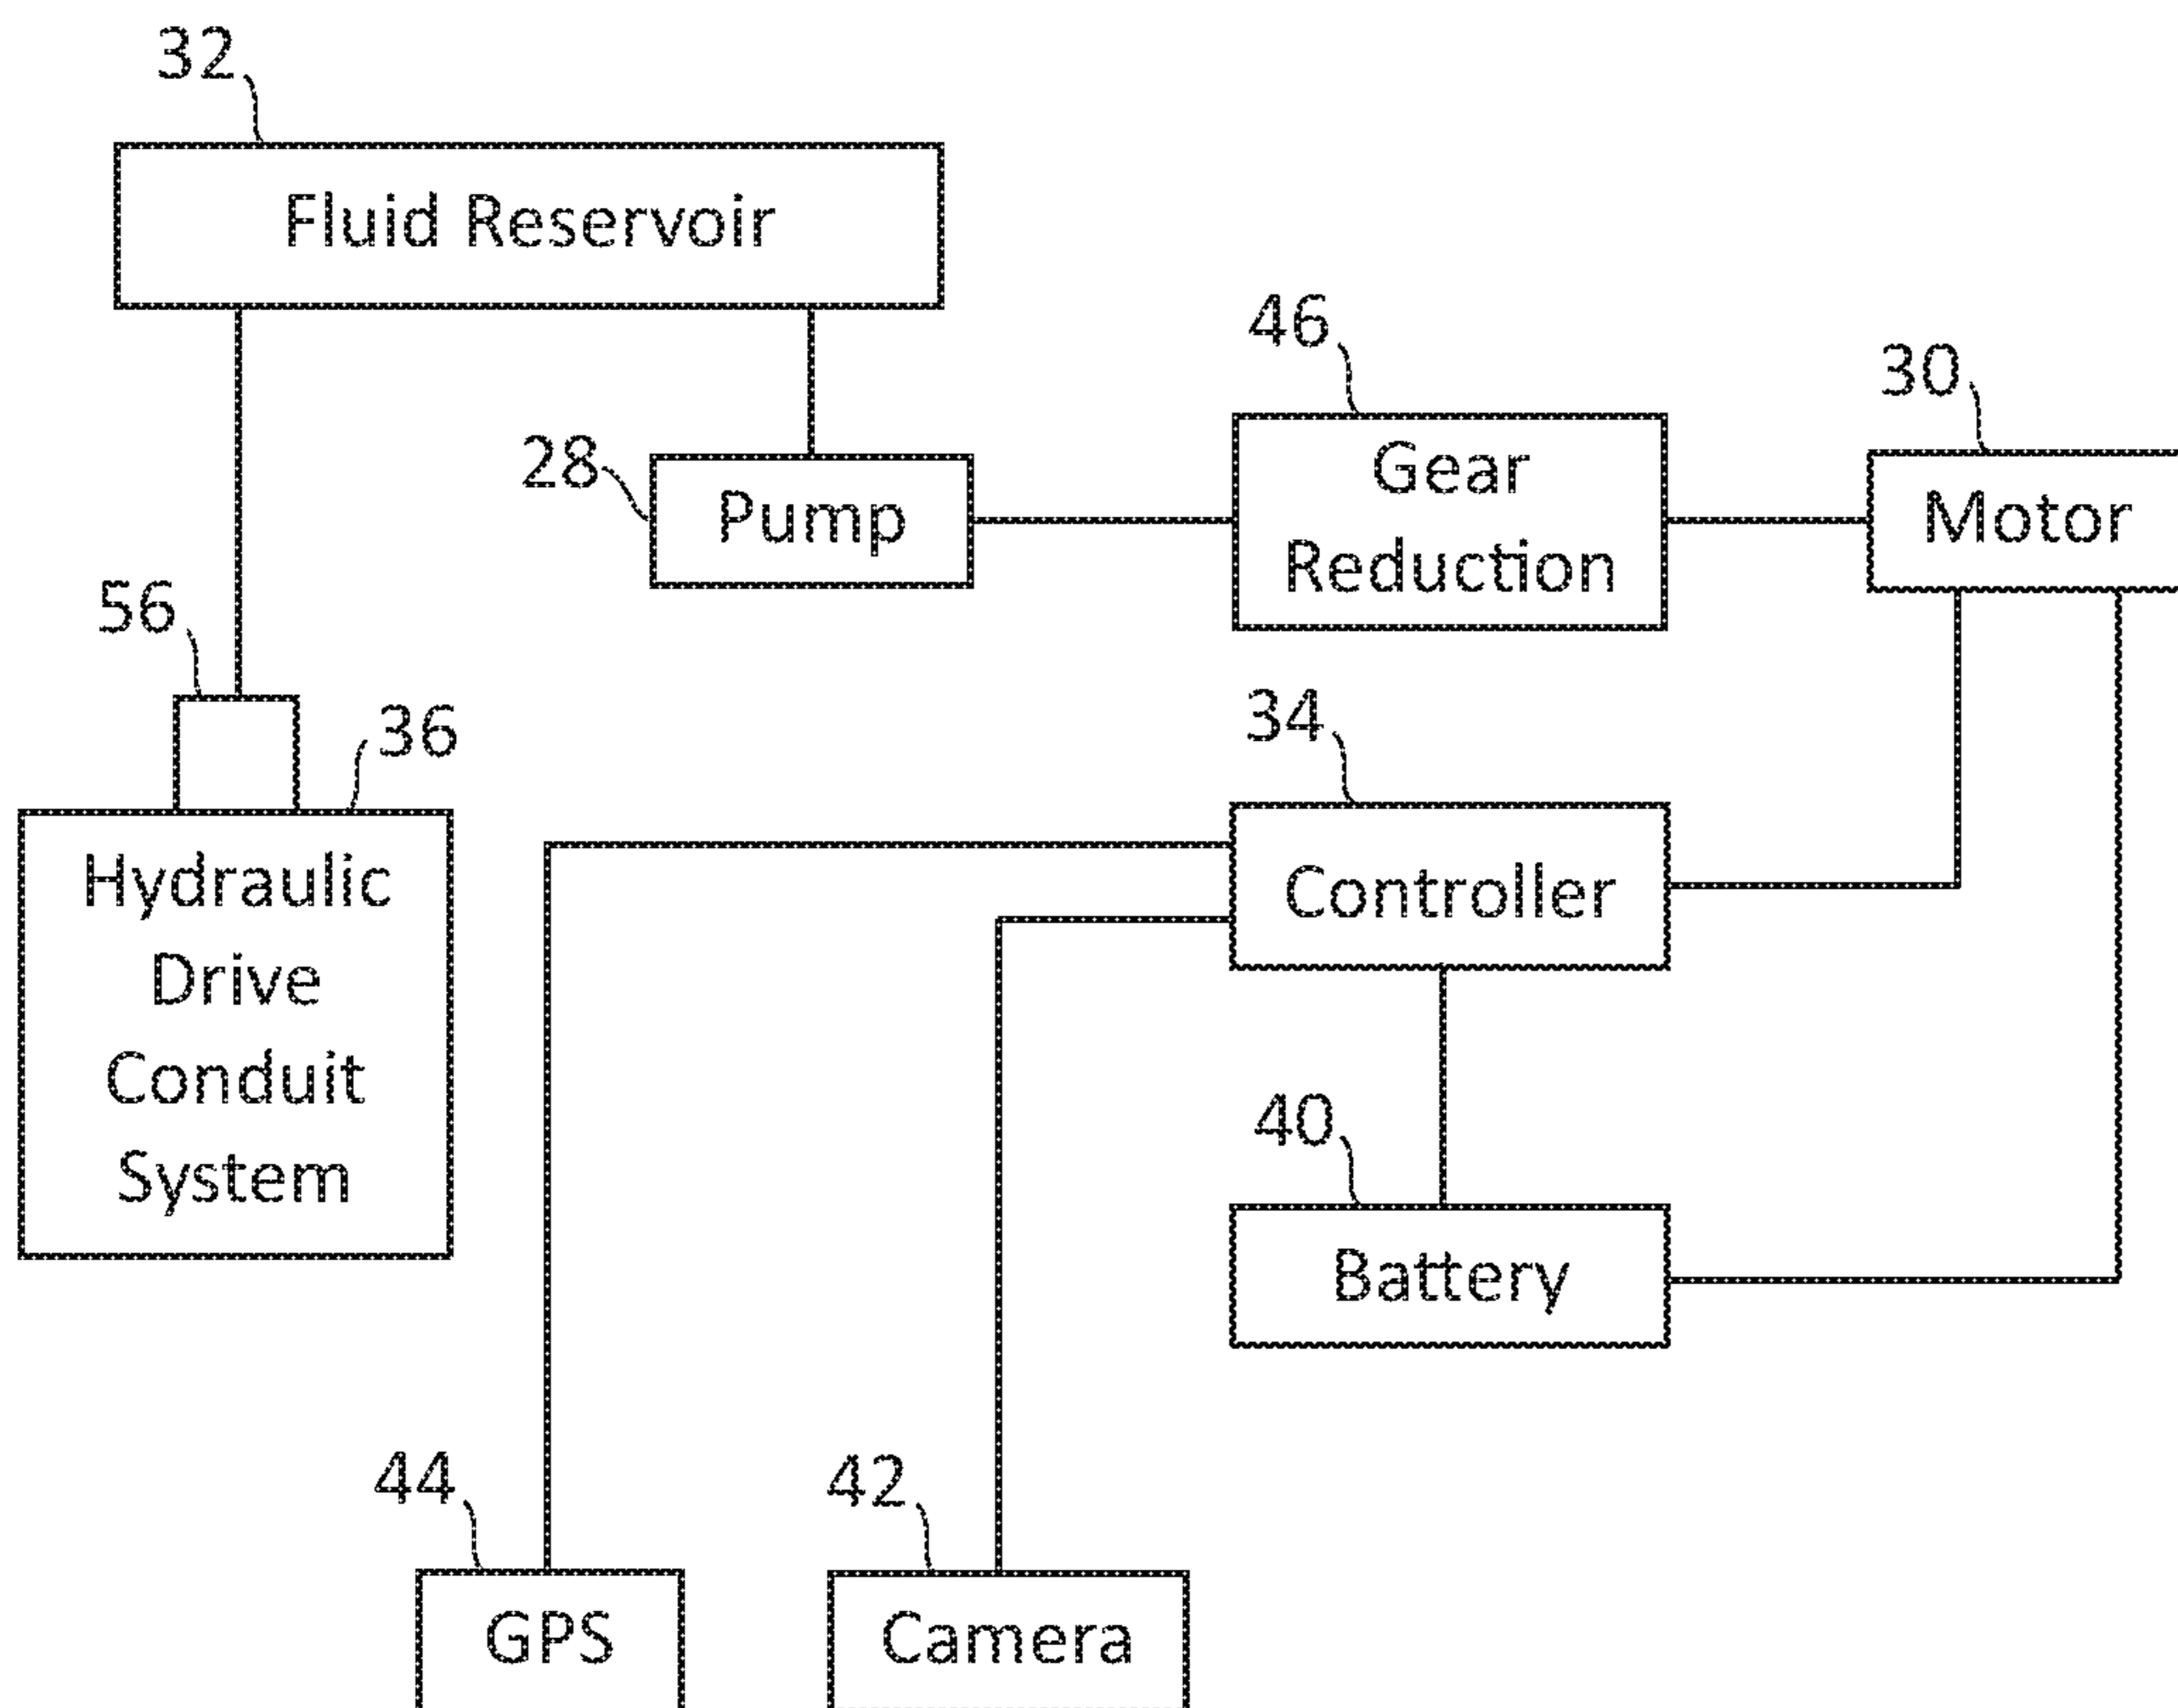 32
Fluid Reservoir
46
30
28
Pump
Gear
Reduction
Motor
56
36
34
Hydraulic
Drive
Conduit
System
Controller
40
Battery
44
42
GPS
Camera